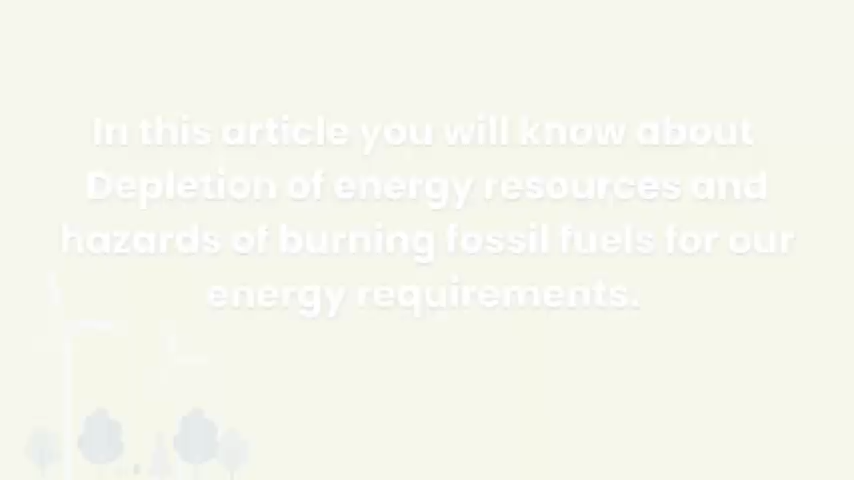 In this article you will know about
Depletion of energy resources and
hazards of burning fossil fuels for our
energy requirements.